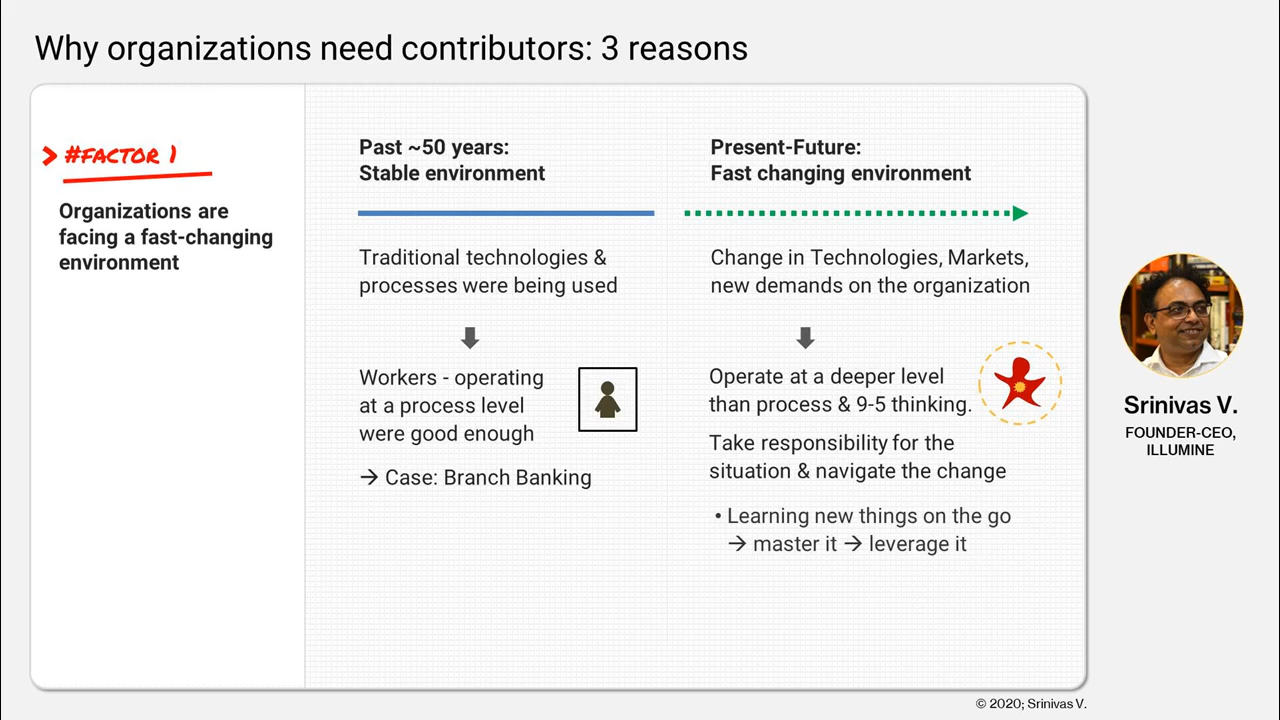 Why organizations need contributors: 3 reasons
> #FACTOR 1
Organizations are
facing a fast-changing
environment
Past ~50 years:
Stable environment
Traditional technologies &
processes were being used
Workers - operating
at a process level
were good enough
→ Case: Branch Banking
Present-Future:
Fast changing environment
Change in Technologies, Markets,
new demands on the organization
Operate at a deeper level
than process & 9-5 thinking.
Take responsibility for the
situation & navigate the change
• Learning new things on the go
→ master it → leverage it
Srinivas V.
FOUNDER-CEO,
ILLUMINE
© 2020; Srinivas V.